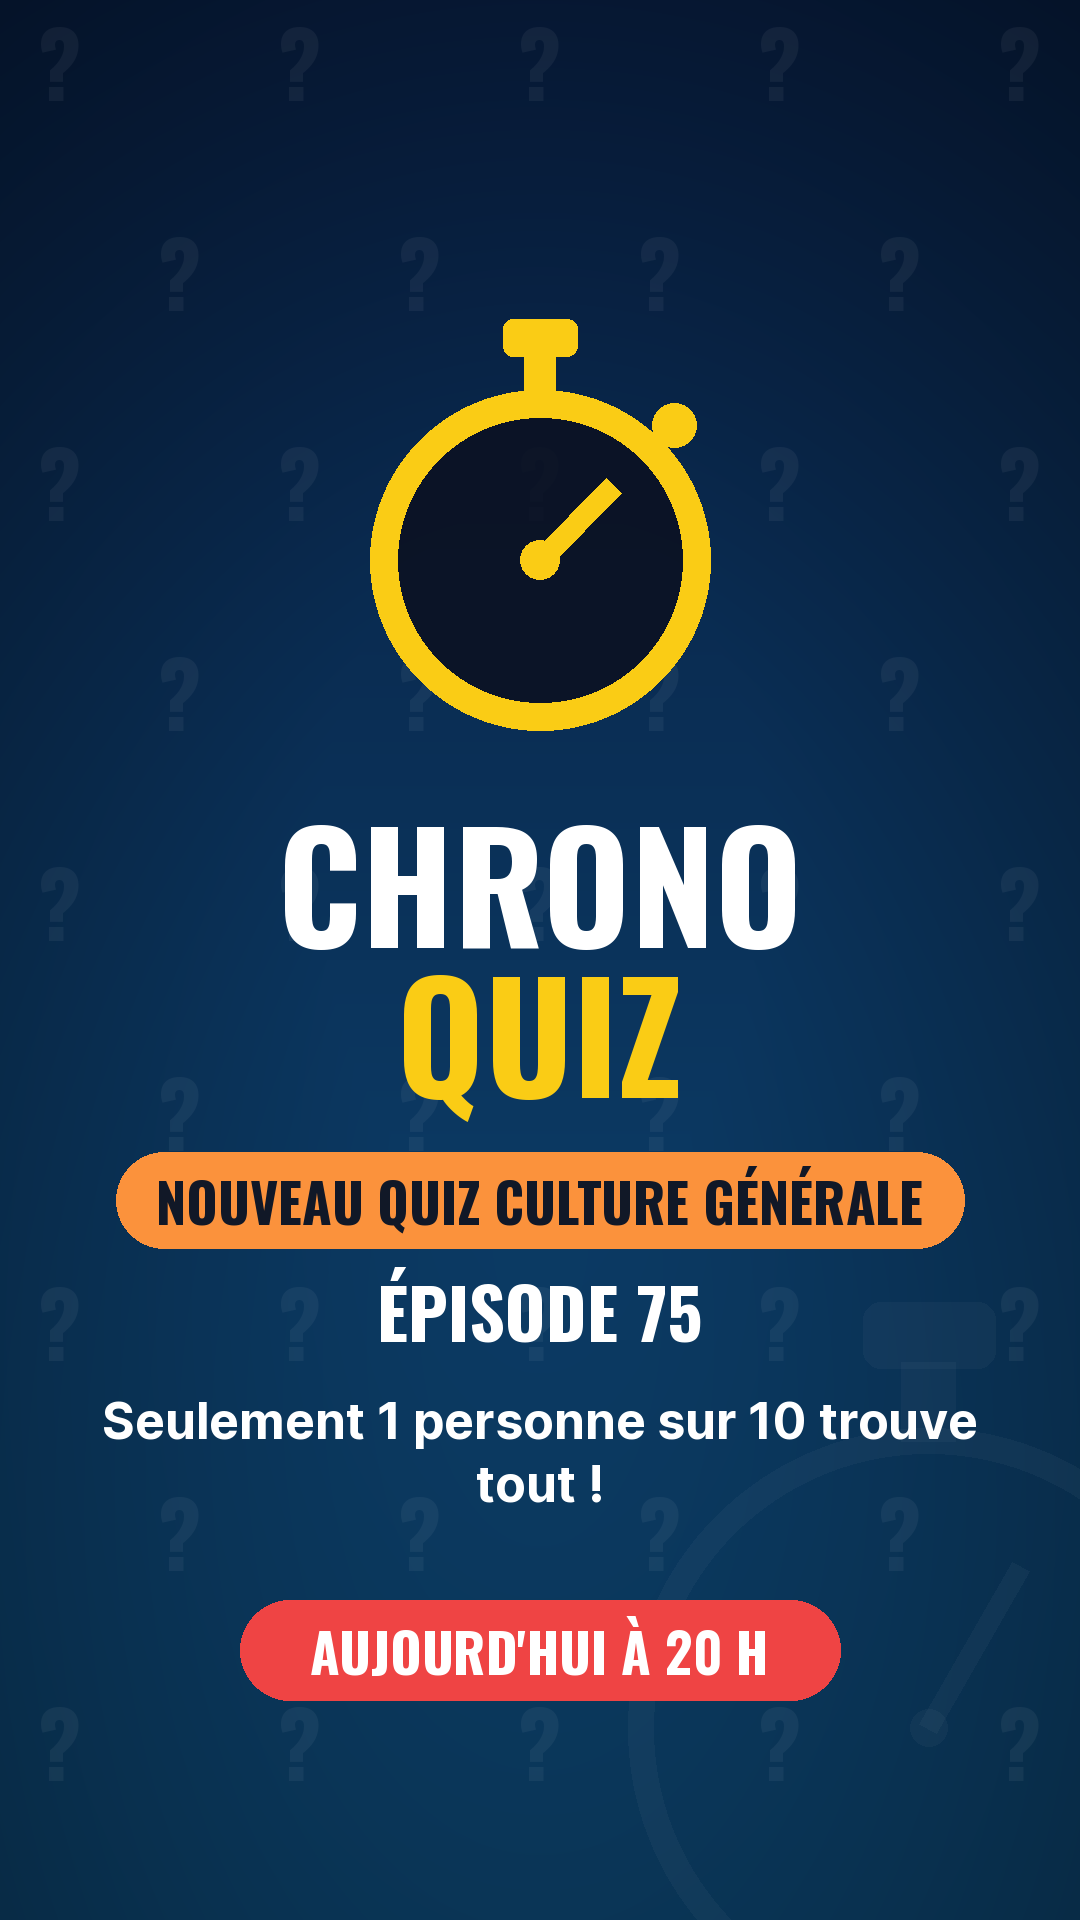 CHRONO
QUIZ
NOUVEAU QUIZ CULTURE GÉNÉRALE
ÉPISODE 75
Seulement 1 personne sur 10 trouve
tout !
AUJOURD'HUI À 20 H